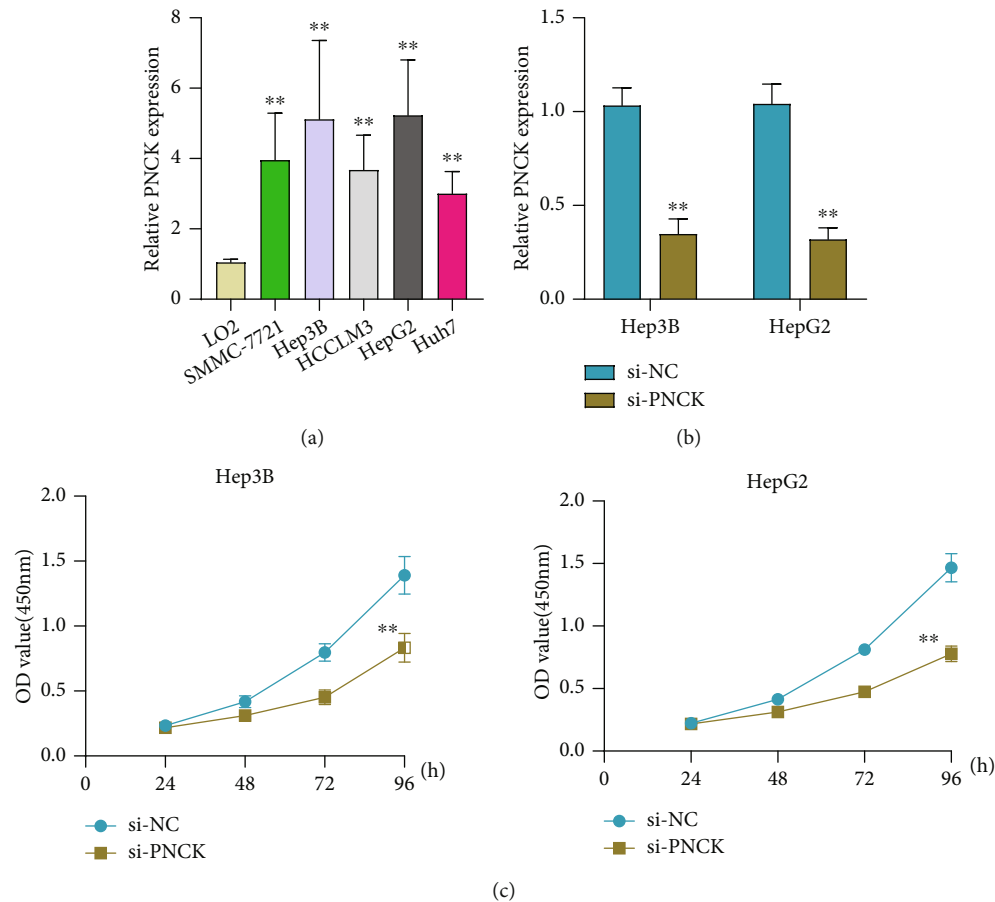 Relative PNCK expression
8
6
4
2
0
**
**
**
**
**
LO2
SMMC-7721
Hep3B
HCCLM3
HepG2
Huh7
(a)
Relative PNCK expression
1.5
1.0
0.5
0.0
**
**
Hep3B
HepG2
si-NC
si-PNCK
(b)
Hep3B
OD value(450nm)
2.0
1.5
1.0
0.5
0.0
**
0
24
48
72
96
(h)
si-NC
si-PNCK
HepG2
OD value(450nm)
2.0
1.5
1.0
0.5
0.0
**
0
24
48
72
96
(h)
si-NC
si-PNCK
(c)